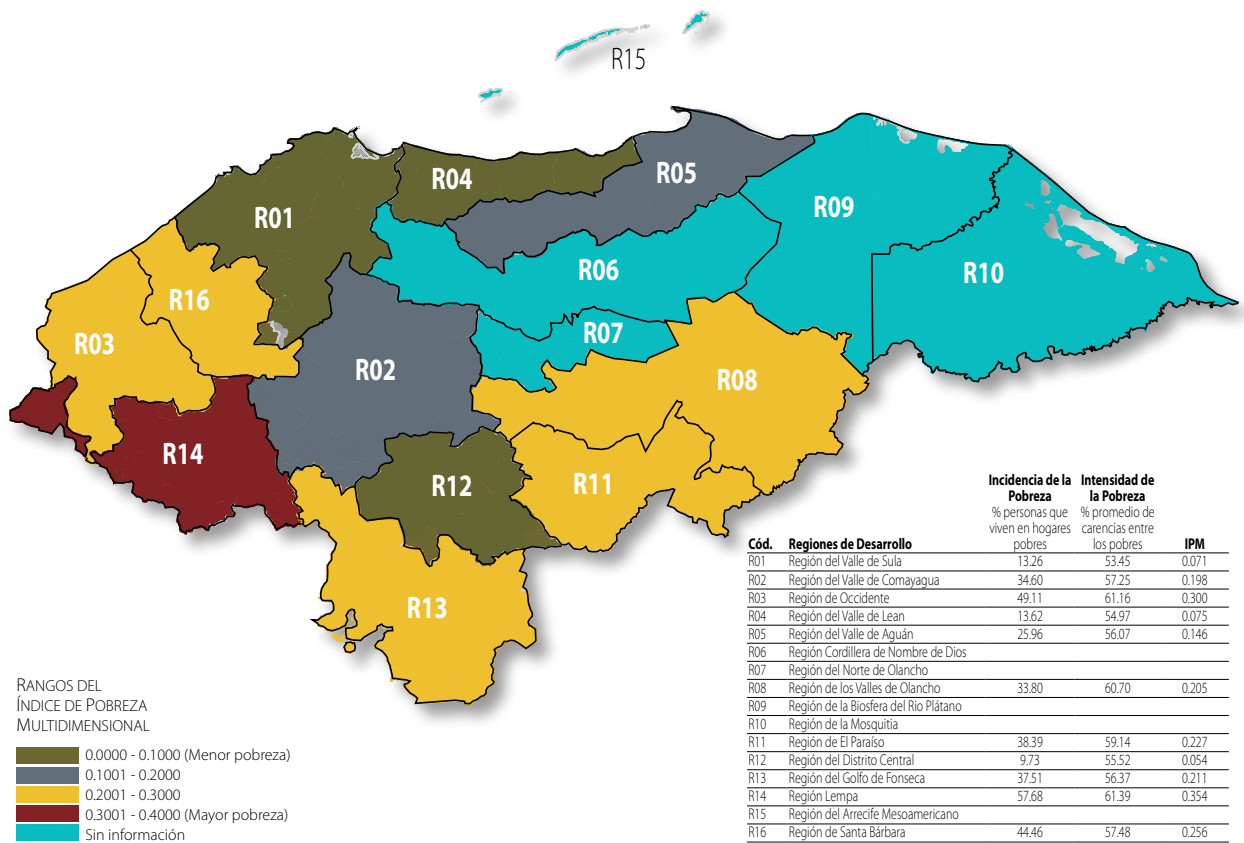 R15
R04
R05
R01
R09
R06
R10
R16
R07
R03
R02
R08
R14
R12
R11
R13
Incidencia de la Pobreza
% personas que viven en hogares pobres
Intensidad de la Pobreza
% promedio de carencias entre los pobres
Cód. Regiones de Desarrollo IPM
R01 Región del Valle de Sula 13.26 53.45 0.071
R02 Región del Valle de Comayagua 34.60 57.25 0.198
R03 Región de Occidente 49.11 61.16 0.300
R04 Región del Valle de Lean 13.62 54.97 0.075
R05 Región del Valle de Aguán 25.96 56.07 0.146
R06 Región Cordillera de Nombre de Dios
R07 Región del Norte de Olancho
R08 Región de los Valles de Olancho 33.80 60.70 0.205
R09 Región de la Biosfera del Rio Plátano
R10 Región de la Mosquitia
R11 Región de El Paraíso 38.39 59.14 0.227
R12 Región del Distrito Central 9.73 55.52 0.054
R13 Región del Golfo de Fonseca 37.51 56.37 0.211
R14 Región Lempa 57.68 61.39 0.354
R15 Región del Arrecife Mesoamericano
R16 Región de Santa Bárbara 44.46 57.48 0.256
RANGOS DEL
ÍNDICE DE POBREZA
MULTIDIMENSIONAL
0.0000 - 0.1000 (Menor pobreza)
0.1001 - 0.2000
0.2001 - 0.3000
0.3001 - 0.4000 (Mayor pobreza)
Sin información